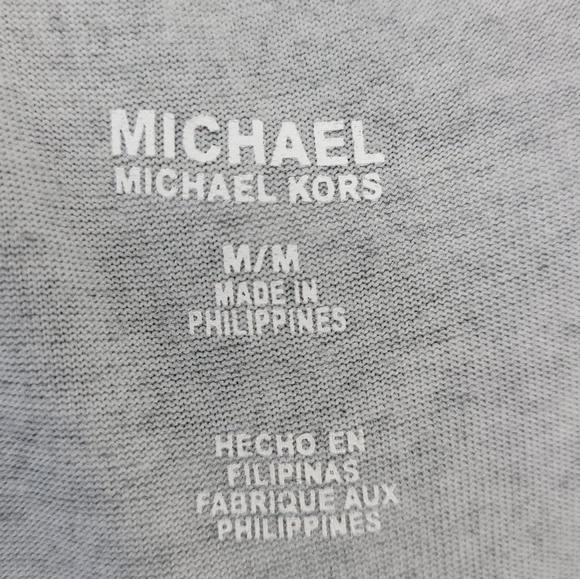 MICHAEL
MICHAEL KORS
M/M
MADE IN
PHILIPPINES
HECHO EN
FILIPINAS
FABRIQUE AUX
PHILIPPINES